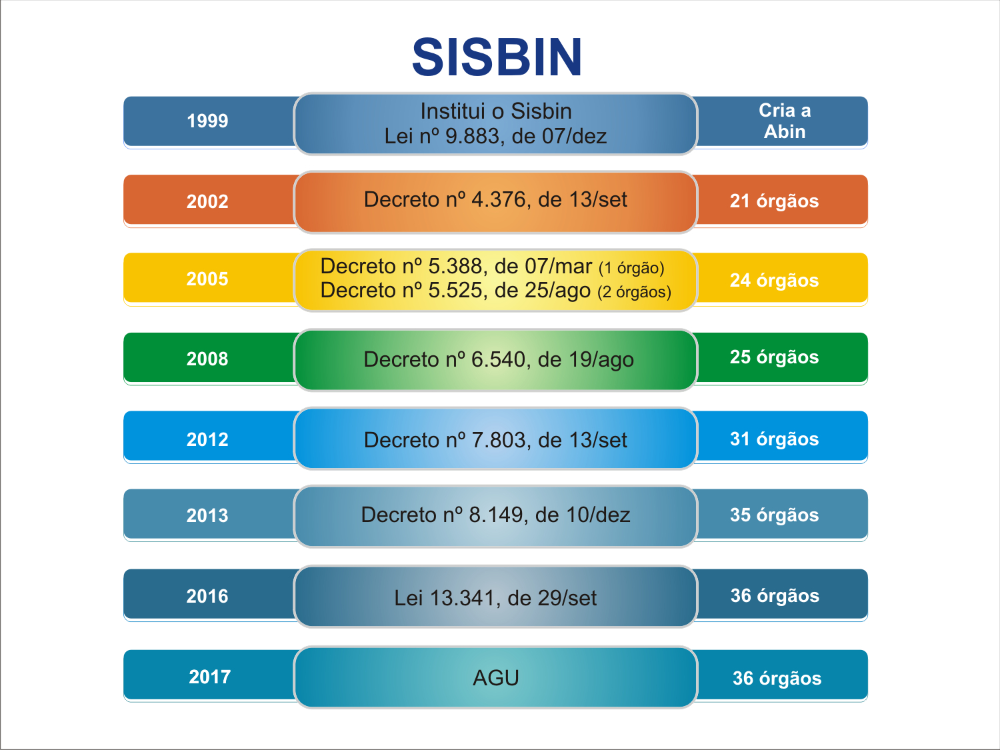 SISBIN
1999
Institui o Sisbin
Lei nº 9.883, de 07/dez
Cria a
Abin
2002
Decreto nº 4.376, de 13/set
21 órgãos
2005
Decreto nº 5.388, de 07/mar (1 órgão)
Decreto nº 5.525, de 25/ago (2 órgãos)
24 órgãos
2008
Decreto nº 6.540, de 19/ago
25 órgãos
2012
Decreto nº 7.803, de 13/set
31 órgãos
2013
Decreto nº 8.149, de 10/dez
35 órgãos
2016
Lei 13.341, de 29/set
36 órgãos
2017
AGU
36 órgãos